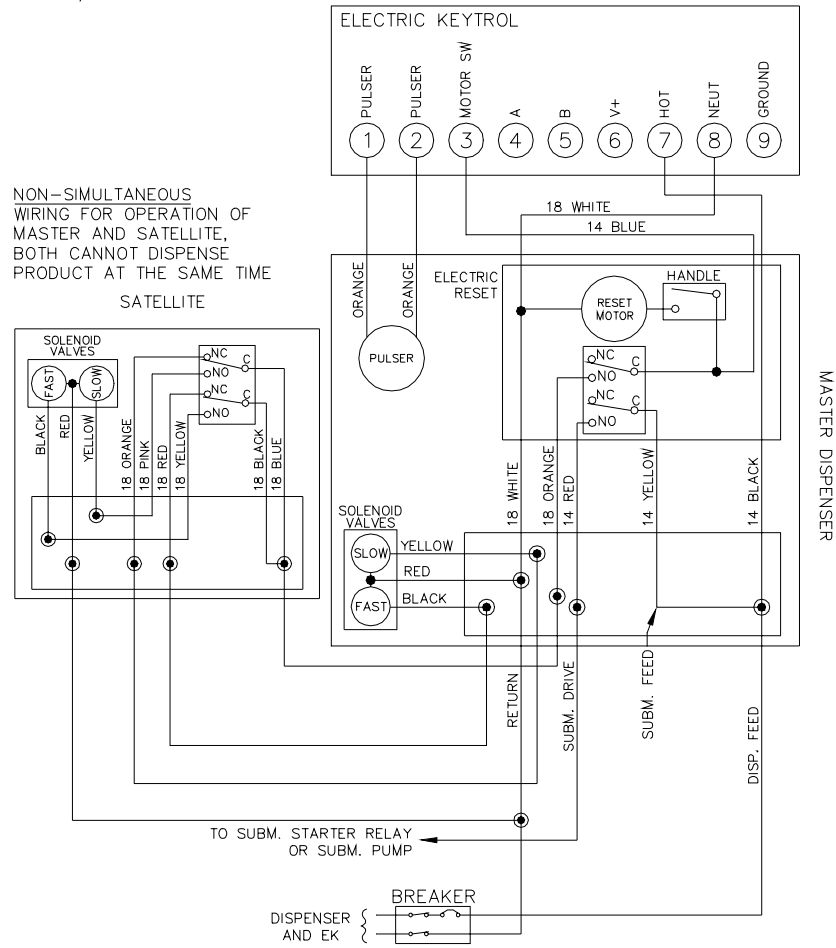 ELECTRIC KEYTROL
PULSER
PULSER
MOTOR SW
A
B
V+
HOT
NEUT
GROUND
1
2
3
4
5
6
7
8
9
NON-SIMULTANEOUS
WIRING FOR OPERATION OF
MASTER AND SATELLITE,
BOTH CANNOT DISPENSE
PRODUCT AT THE SAME TIME
SATELLITE
18 WHITE
14 BLUE
ORANGE
ORANGE
PULSER
ELECTRIC
RESET
RESET
MOTOR
HANDLE
NC
C
NO
NC
C
NO
MASTER DISPENSER
SOLENOID
VALVES
FAST
SLOW
NC
C
NO
NC
C
NO
BLACK
RED
YELLOW
18 ORANGE
18 PINK
18 RED
18 YELLOW
18 BLACK
18 BLUE
18 WHITE
18 ORANGE
14 RED
14 YELLOW
14 BLACK
SOLENOID
VALVES
SLOW
FAST
YELLOW
RED
BLACK
RETURN
SUBM. DRIVE
SUBM. FEED
DISP. FEED
TO SUBM. STARTER RELAY
OR SUBM. PUMP
BREAKER
DISPENSER
AND EK